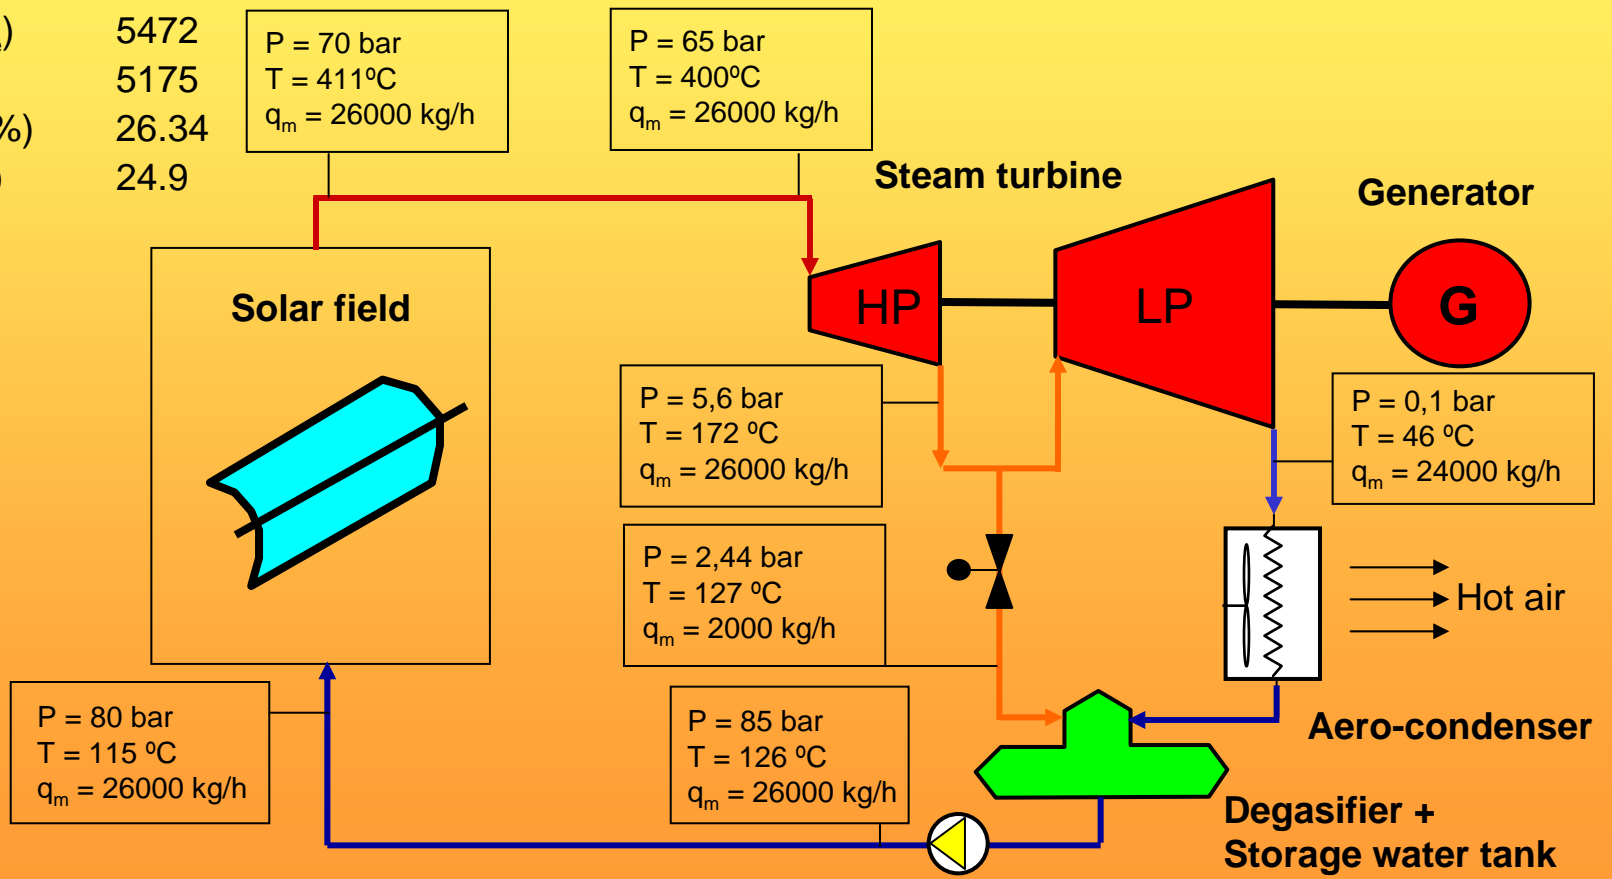 ) 5472
5175
%) 26.34
) 24.9
P = 70 bar
T = 411ºC
qm = 26000 kg/h
P = 65 bar
T = 400ºC
qm = 26000 kg/h
Steam turbine
Generator
Solar field
HP
LP
G
P = 5,6 bar
T = 172 ºC
qm = 26000 kg/h
P = 0,1 bar
T = 46 ºC
qm = 24000 kg/h
P = 2,44 bar
T = 127 ºC
qm = 2000 kg/h
Hot air
P = 80 bar
T = 115 ºC
qm = 26000 kg/h
P = 85 bar
T = 126 ºC
qm = 26000 kg/h
Aero-condenser
Degasifier +
Storage water tank